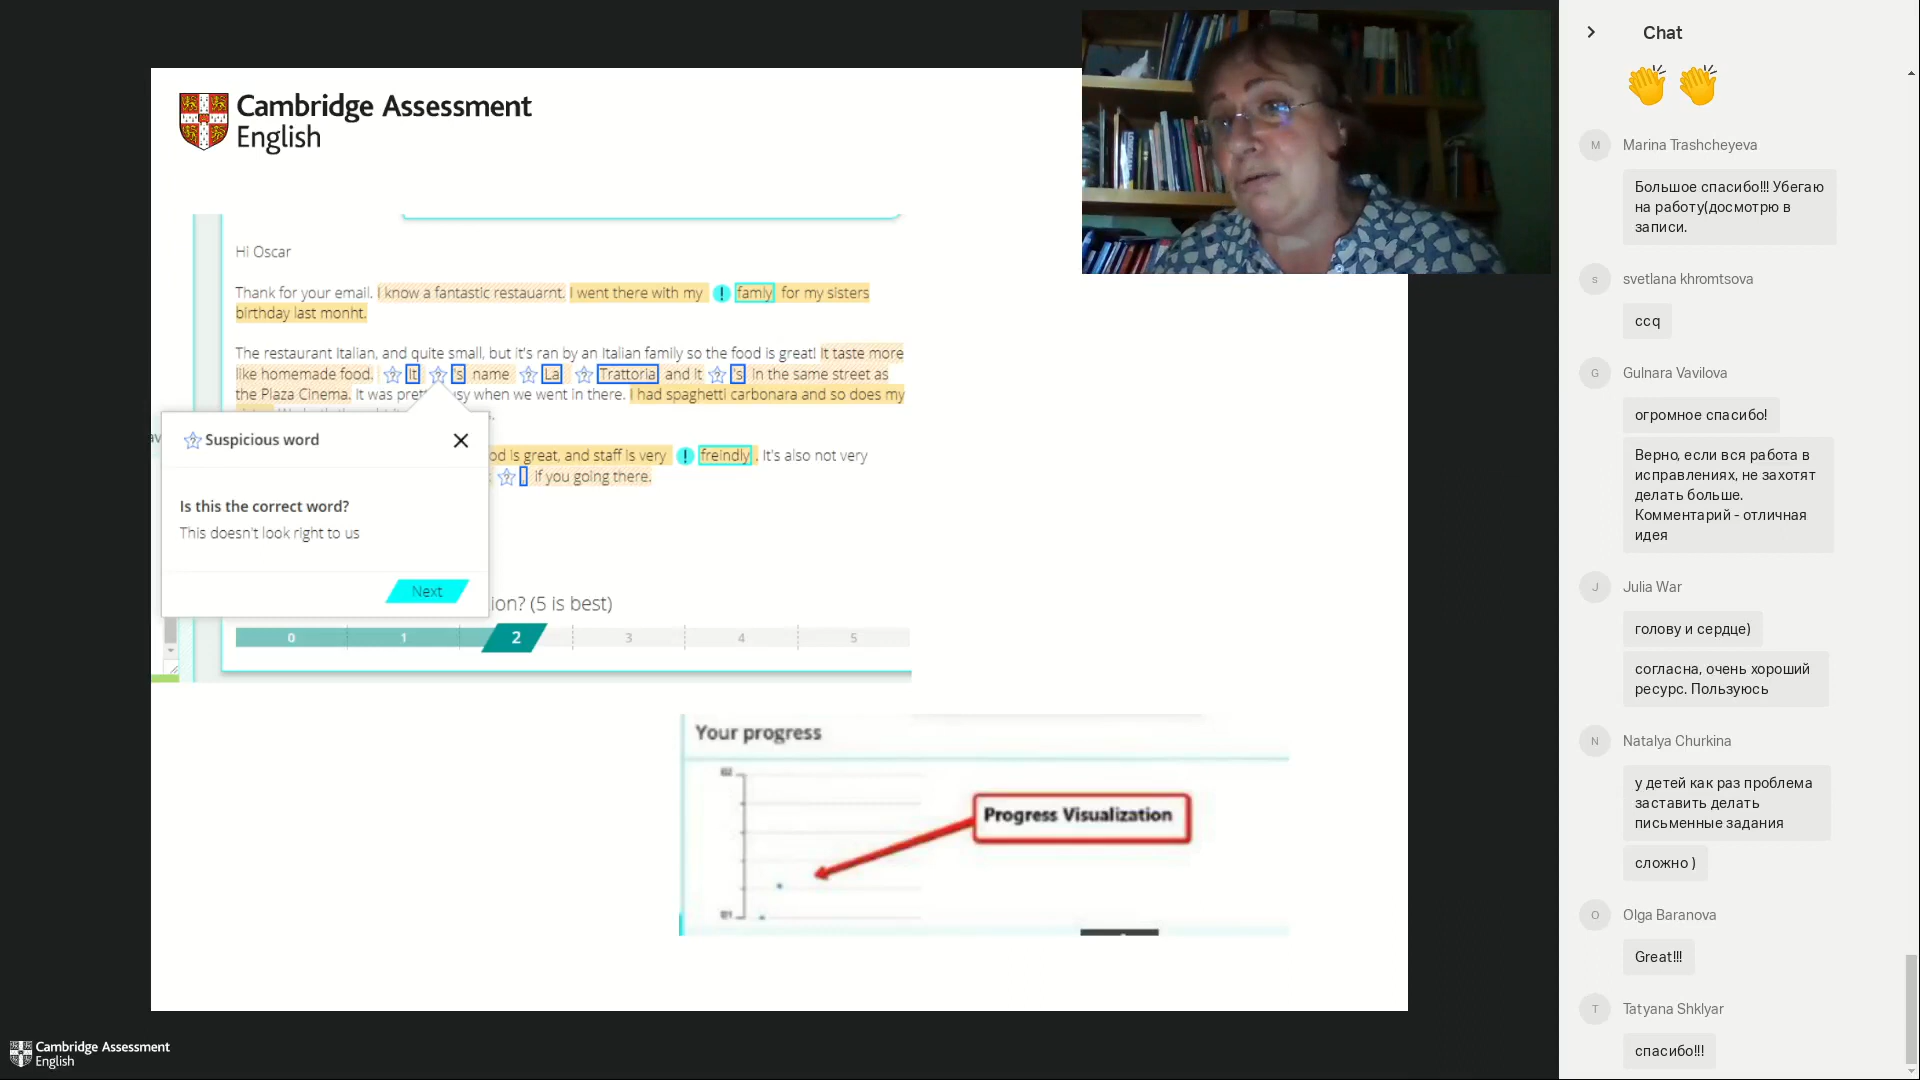 Cambridge Assessment
English
Hi Oscar
Thank for your email. I know a fantastic restauarnt. I went there with my ! famly for my sisters
birthday last monht.
The restaurant Italian, and quite small, but it's ran by an Italian family so the food is great! It taste more
like homemade food. It 's name La Trattoria and it 's in the same street as
the Plaza Cinema. It was when we went in there. I had spaghetti carbonara and so does my
Suspicious word
is great, and staff is very ! freindly . It's also not very
if you going there.
Is this the correct word?
This doesn't look right to us
Next
(5 is best)
0 1 2 3 4 5
Your progress
Progress Visualization
Cambridge Assessment
English
Chat
M
Marina Trashcheyeva
Большое спасибо!!! Убегаю
на работу(досмотрю в
записи.
s
svetlana khromtsova
ccq
G
Gulnara Vavilova
огромное спасибо!
Верно, если вся работа в
исправлениях, не захотят
делать больше.
Комментарий - отличная
идея
J
Julia War
голову и сердце)
согласна, очень хороший
ресурс. Пользуюсь
N
Natalya Churkina
у детей как раз проблема
заставить делать
письменные задания
сложно )
O
Olga Baranova
Great!!!
T
Tatyana Shklyar
спасибо!!!